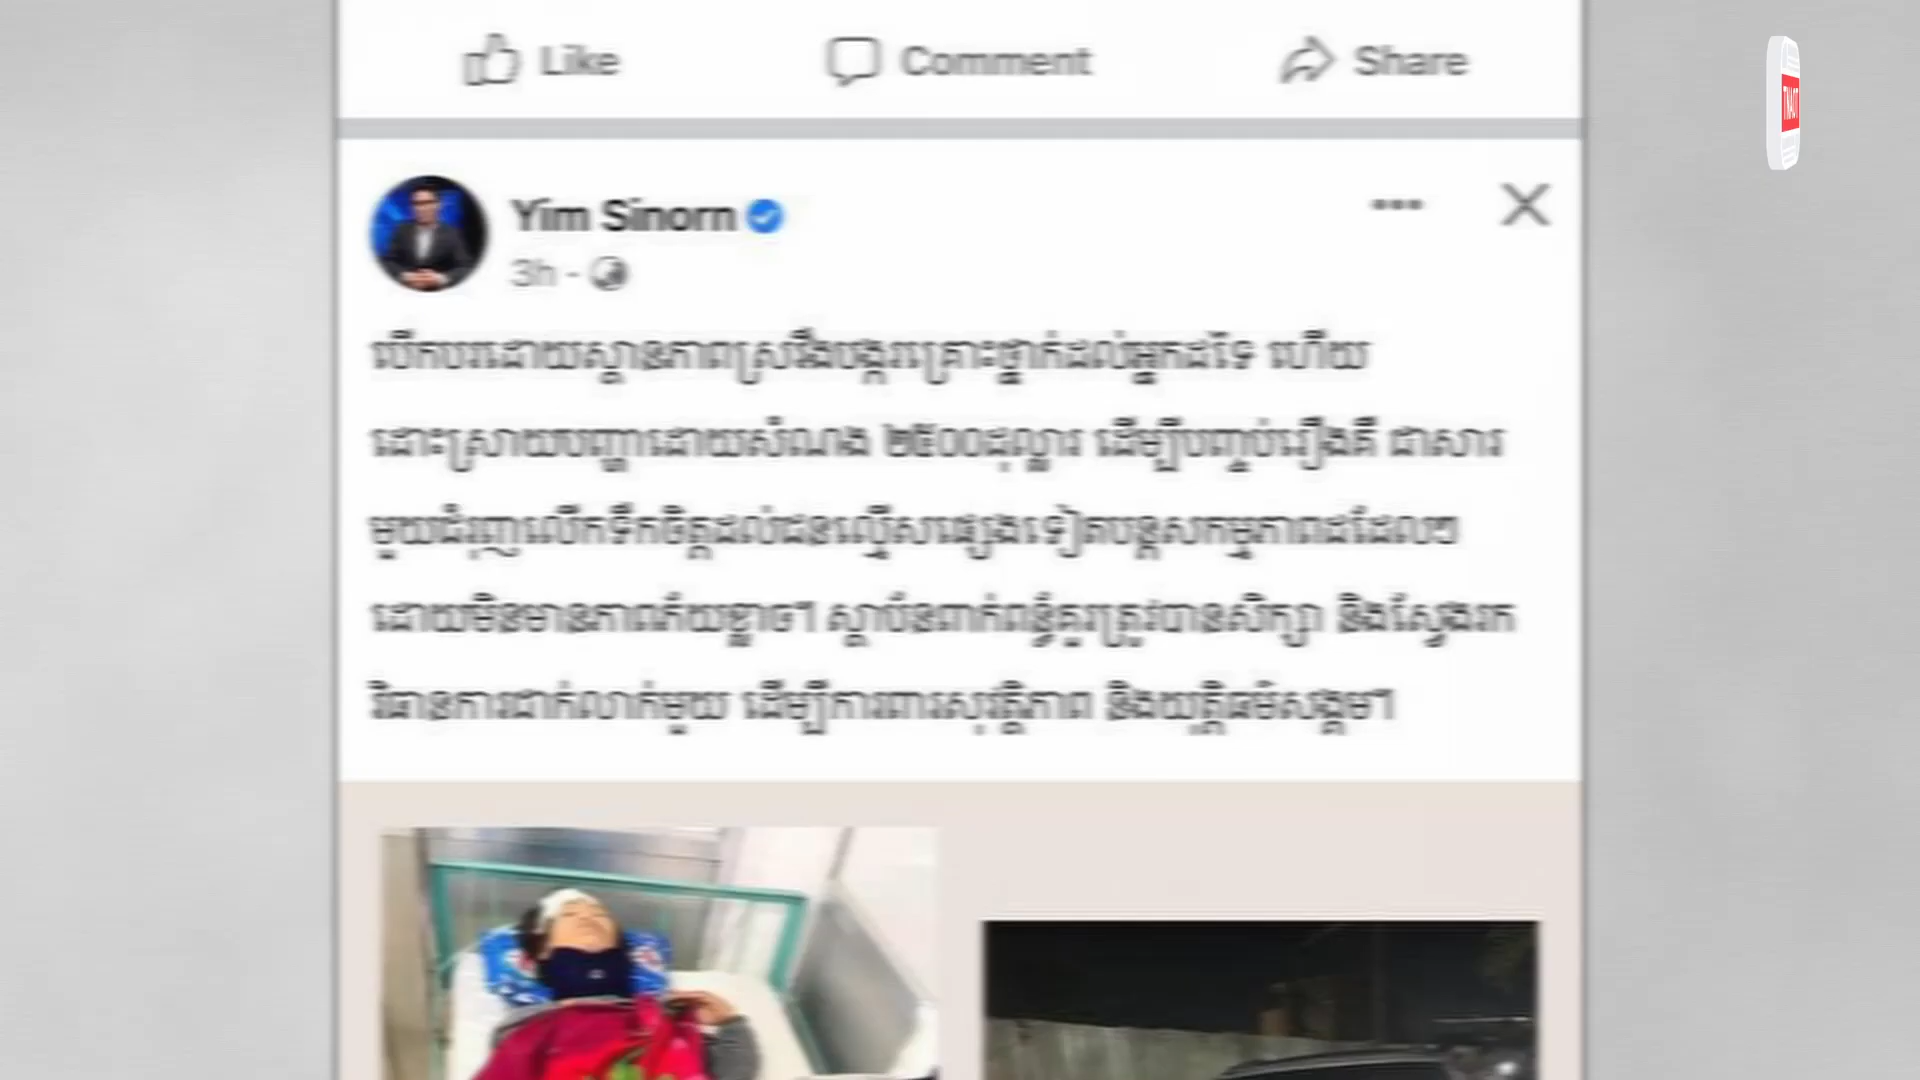 Like Comment Share
TNAOT
Yim Sinorn
3h
បើកបរដោយស្ថានភាពស្រវឹងបង្ករគ្រោះថ្នាក់ដល់អ្នកដទៃ ហើយ
ដោះស្រាយបញ្ហាដោយសំណង ២៥០០ដុល្លារ ដើម្បីបញ្ចប់រឿងគឺ ជាសារ
មួយជំរុញលើកទឹកចិត្តដល់ជនល្មើសផ្សេងទៀតបន្តសកម្មភាពដដែលៗ
ដោយមិនមានភាពភ័យខ្លាច។ ស្ថាប័នពាក់ពន្ធ័គួរត្រូវបានសិក្សា និងស្វែងរក
វិធានការដាក់លាក់មួយ ដើម្បីការពារសុវត្ថិភាព និងយុត្តិធម៌សង្គម។